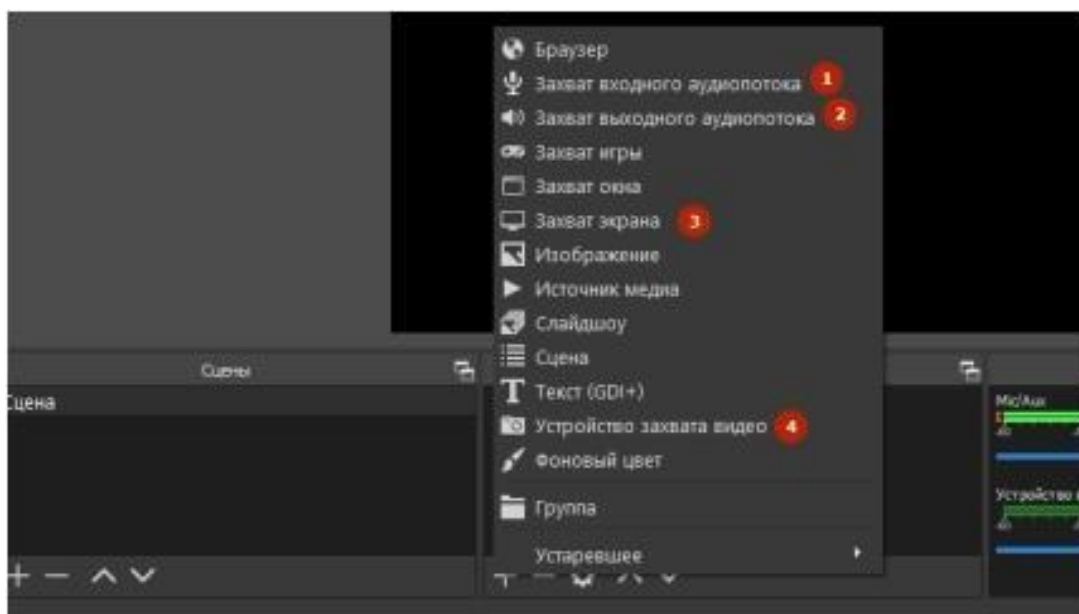 Браузер
Захват входного аудиопотока 1
Захват выходного аудиопотока 2
Захват игры
Захват окна
Захват экрана 3
Изображение
Источник медиа
Слайдшоу
Сцена
Текст (GDI+)
Устройство захвата видео 4
Фоновый цвет
Группа
Устаревшее
Сцены
Сцена
Mic/Aux
Устройство